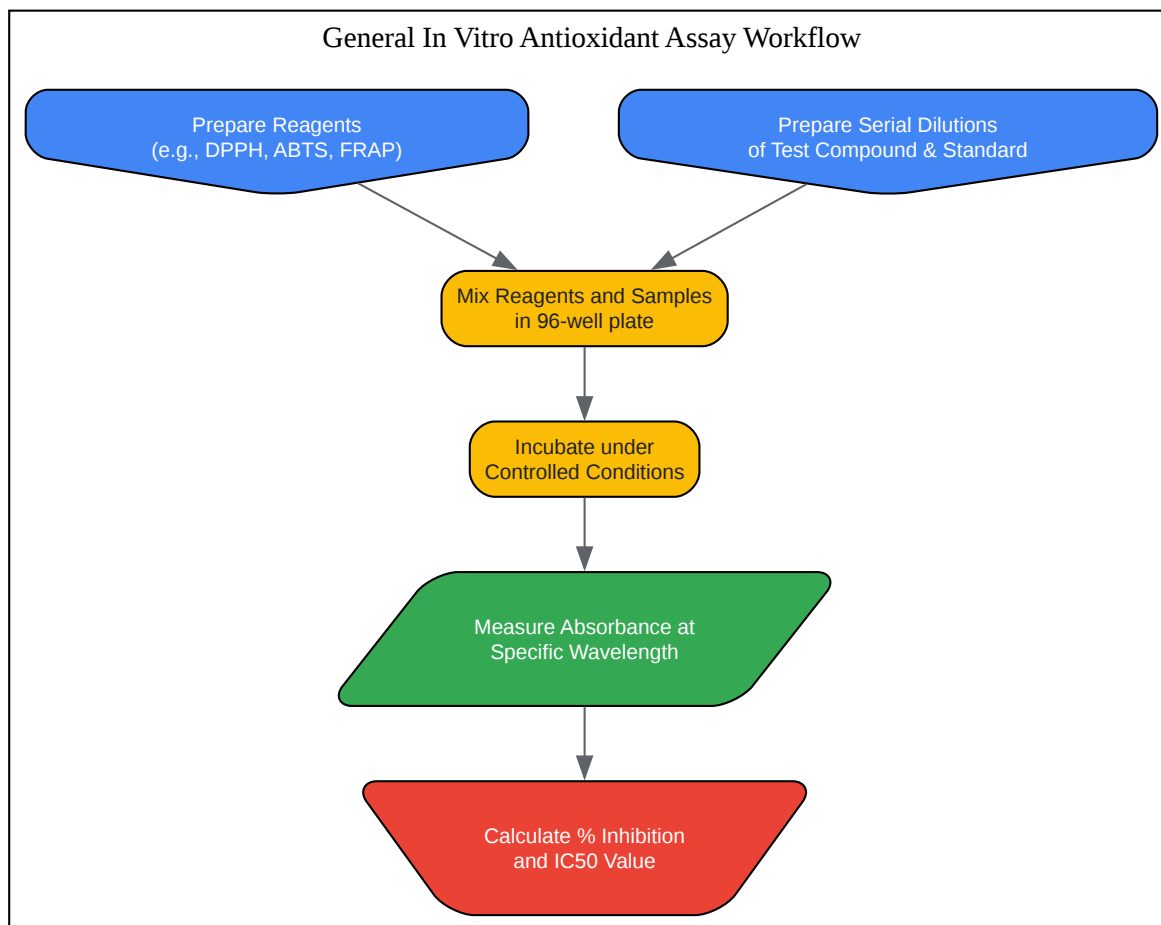 General In Vitro Antioxidant Assay Workflow
Prepare Reagents
(e.g., DPPH, ABTS, FRAP)
Prepare Serial Dilutions
of Test Compound & Standard
Mix Reagents and Samples
in 96-well plate
Incubate under
Controlled Conditions
Measure Absorbance at
Specific Wavelength
Calculate % Inhibition
and IC50 Value